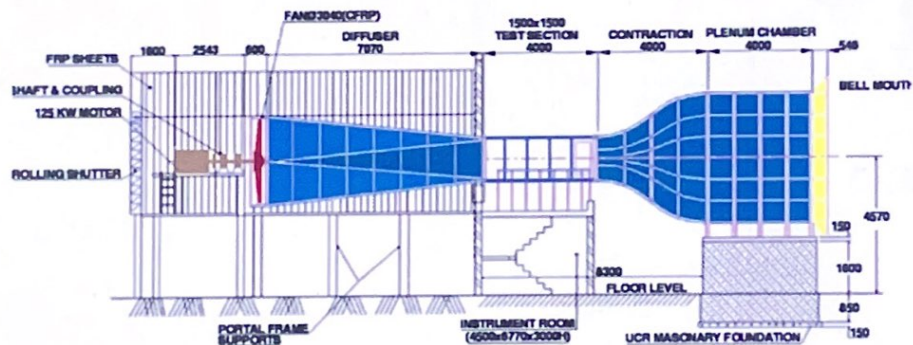 FAN(3040)(CFRP)
1500x1500
DIFFUSER
TEST SECTION
CONTRACTION
PLENUM CHAMBER
1800
2543
600
7970
4000
4000
4000
540
FRP SHEETS
SHAFT & COUPLING
125 KW MOTOR
ROLLING SHUTTER
BELL MOUTH
4570
150
1600
850
150
8300
FLOOR LEVEL
PORTAL FRAME
SUPPORTS
INSTRUMENT ROOM
(4500x6770x3000H)
UCR MASONARY FOUNDATION